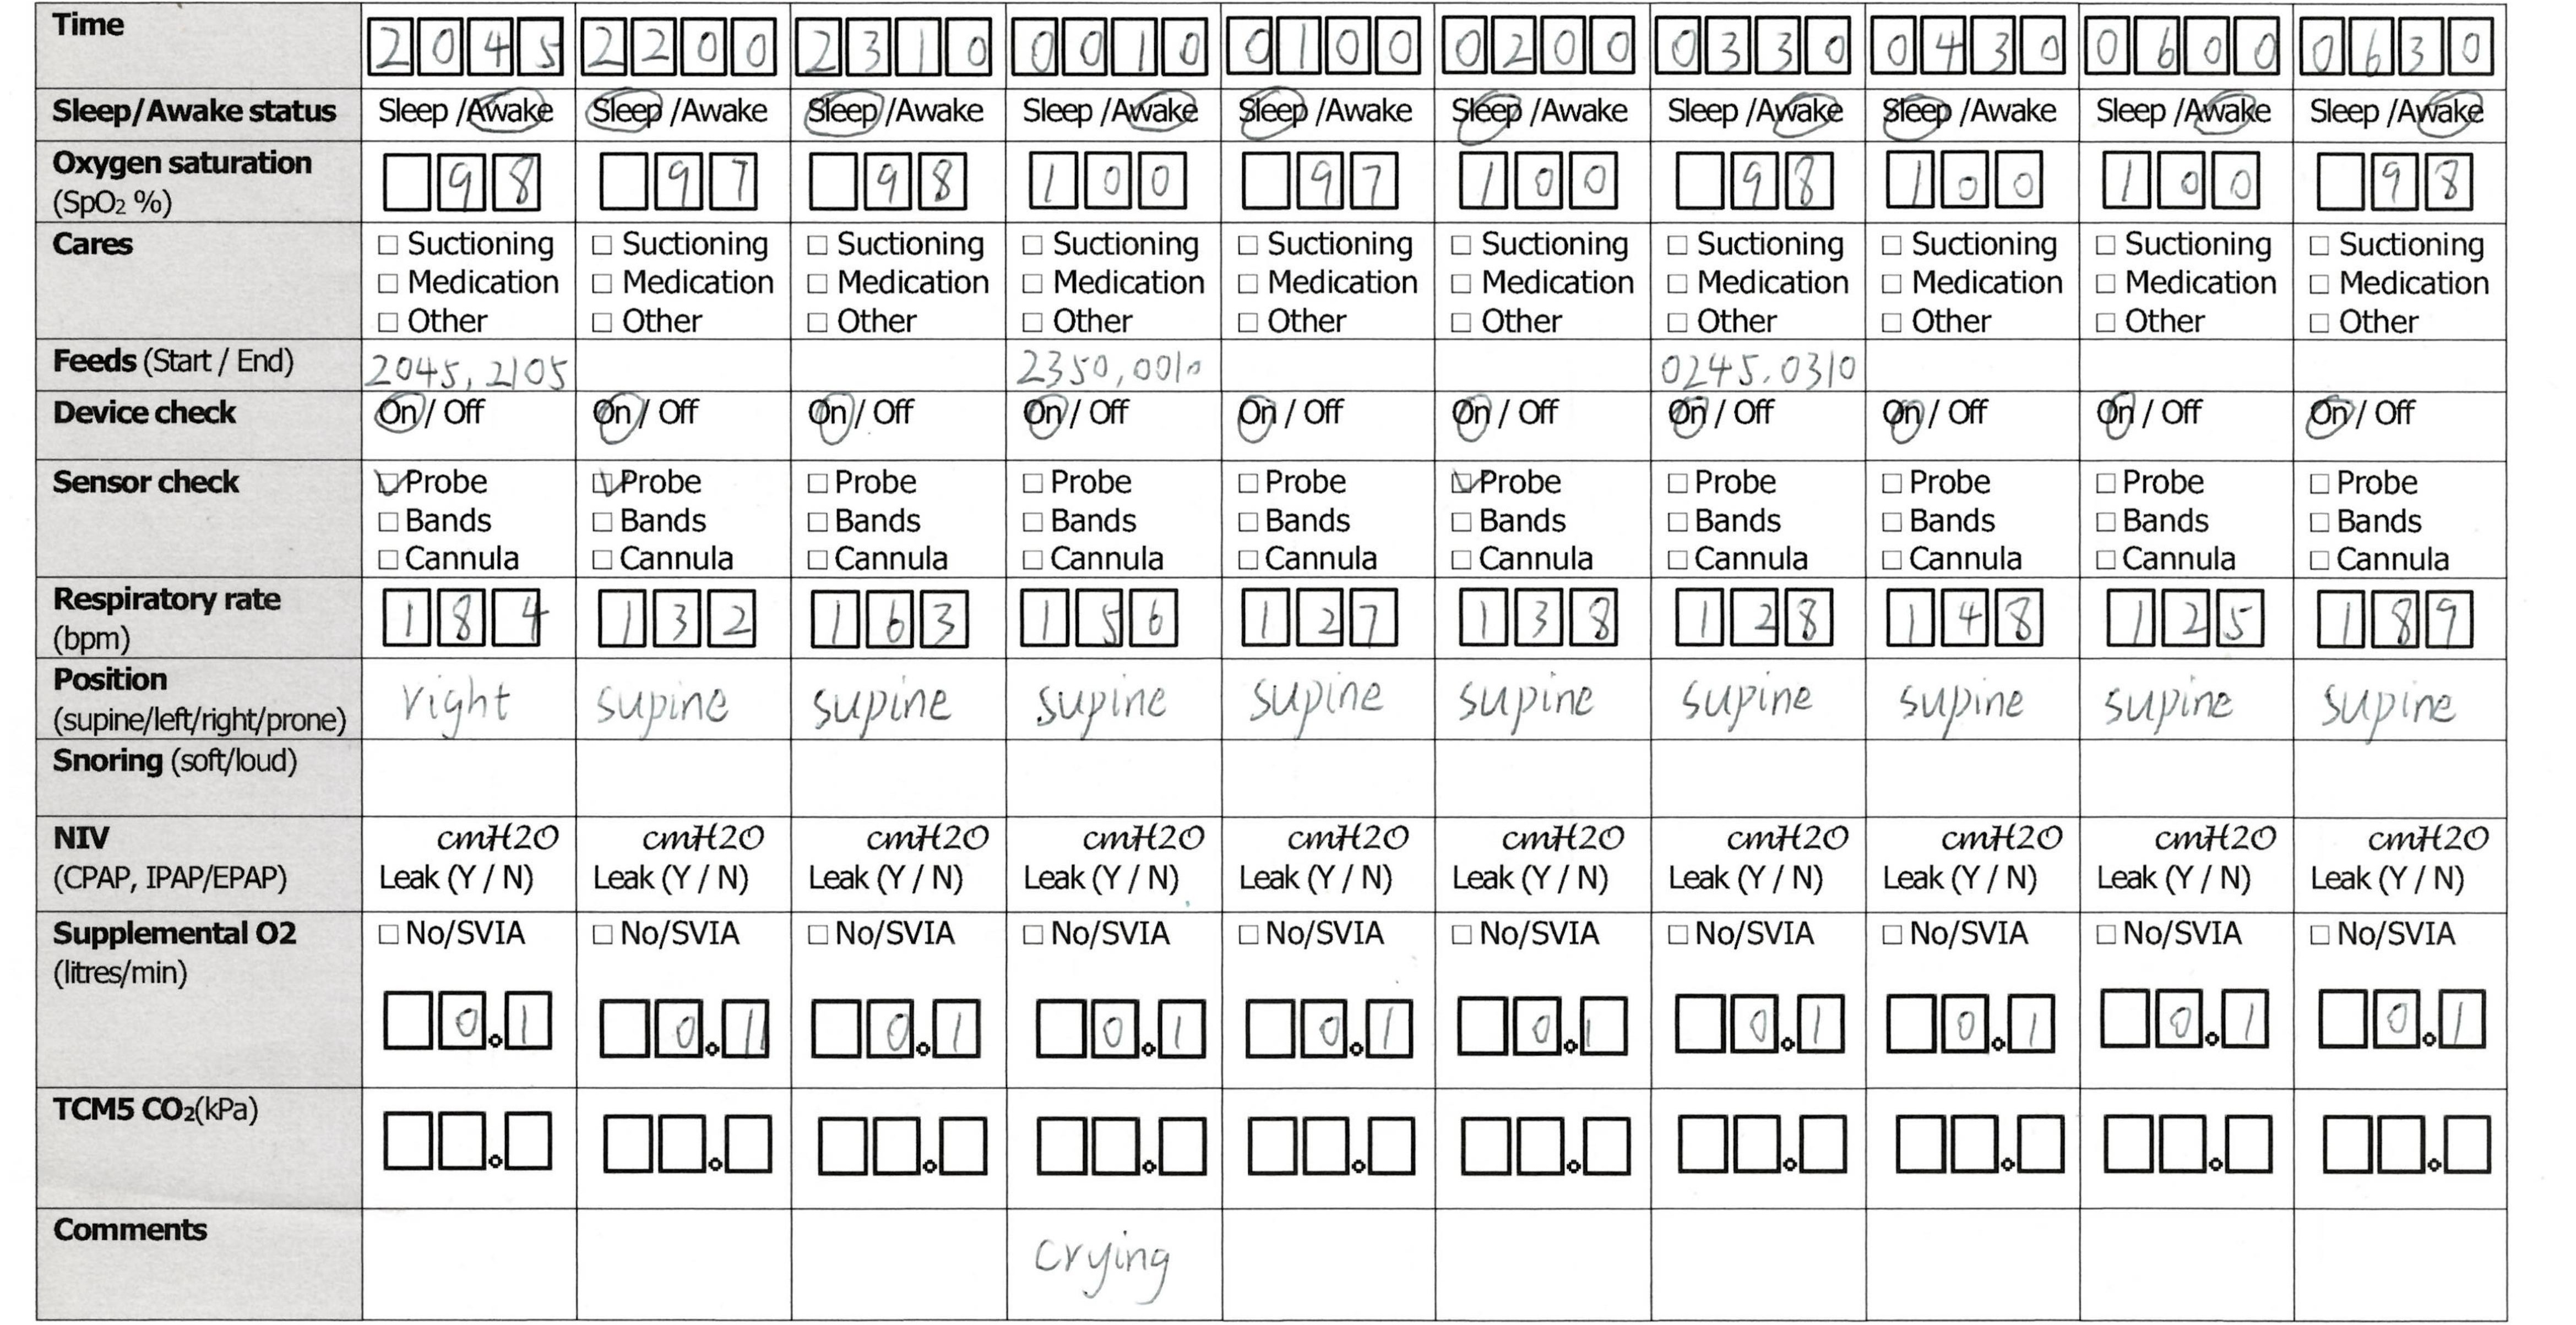 Time 2045 2200 2310 0010 0100 0200 0330 0430 0600 0630
Sleep/Awake status Sleep /Awake Sleep /Awake Sleep /Awake Sleep /Awake Sleep /Awake Sleep /Awake Sleep /Awake Sleep /Awake Sleep /Awake Sleep /Awake
Oxygen saturation 98 97 98 100 97 100 98 100 100 98
(SpO₂ %)
Cares ☐ Suctioning ☐ Suctioning ☐ Suctioning ☐ Suctioning ☐ Suctioning ☐ Suctioning ☐ Suctioning ☐ Suctioning ☐ Suctioning ☐ Suctioning
☐ Medication ☐ Medication ☐ Medication ☐ Medication ☐ Medication ☐ Medication ☐ Medication ☐ Medication ☐ Medication ☐ Medication
☐ Other ☐ Other ☐ Other ☐ Other ☐ Other ☐ Other ☐ Other ☐ Other ☐ Other ☐ Other
Feeds (Start / End) 2045, 2105 2350, 0010 0245. 0310
Device check On / Off On / Off On / Off On / Off On / Off On / Off On / Off On / Off On / Off On / Off
Sensor check ☑ Probe ☑ Probe ☐ Probe ☐ Probe ☐ Probe ☑ Probe ☐ Probe ☐ Probe ☐ Probe ☐ Probe
☐ Bands ☐ Bands ☐ Bands ☐ Bands ☐ Bands ☐ Bands ☐ Bands ☐ Bands ☐ Bands ☐ Bands
☐ Cannula ☐ Cannula ☐ Cannula ☐ Cannula ☐ Cannula ☐ Cannula ☐ Cannula ☐ Cannula ☐ Cannula ☐ Cannula
Respiratory rate 184 132 163 156 127 138 128 148 125 189
(bpm)
Position right supine supine supine supine supine supine supine supine supine
(supine/left/right/prone)
Snoring (soft/loud)
NIV cmH2O cmH2O cmH2O cmH2O cmH2O cmH2O cmH2O cmH2O cmH2O cmH2O
(CPAP, IPAP/EPAP) Leak (Y / N) Leak (Y / N) Leak (Y / N) Leak (Y / N) Leak (Y / N) Leak (Y / N) Leak (Y / N) Leak (Y / N) Leak (Y / N) Leak (Y / N)
Supplemental O2 ☐ No/SVIA ☐ No/SVIA ☐ No/SVIA ☐ No/SVIA ☐ No/SVIA ☐ No/SVIA ☐ No/SVIA ☐ No/SVIA ☐ No/SVIA ☐ No/SVIA
(litres/min)
0.1 0.1 0.1 0.1 0.1 0.1 0.1 0.1 0.1 0.1
TCM5 CO₂(kPa)
Comments crying